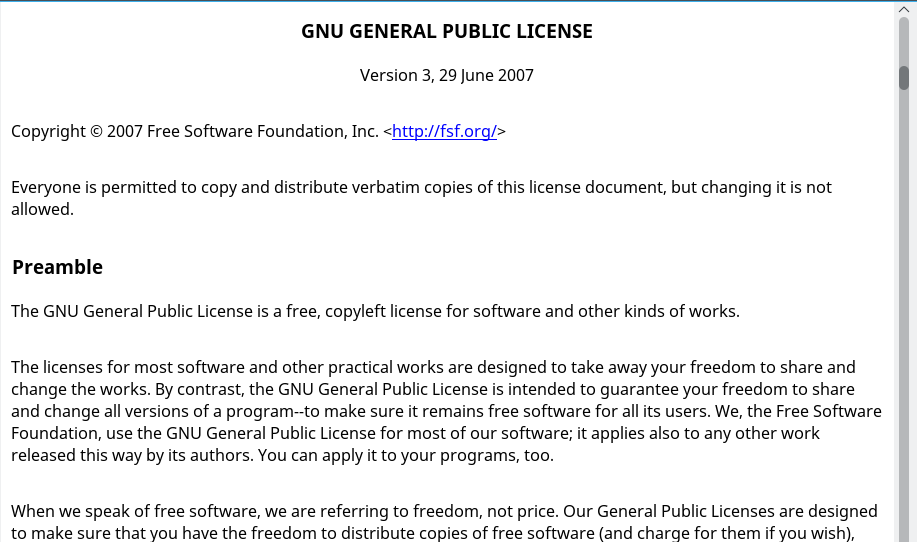 GNU GENERAL PUBLIC LICENSE
Version 3, 29 June 2007
Copyright © 2007 Free Software Foundation, Inc. <http://fsf.org/>
Everyone is permitted to copy and distribute verbatim copies of this license document, but changing it is not
allowed.
Preamble
The GNU General Public License is a free, copyleft license for software and other kinds of works.
The licenses for most software and other practical works are designed to take away your freedom to share and
change the works. By contrast, the GNU General Public License is intended to guarantee your freedom to share
and change all versions of a program--to make sure it remains free software for all its users. We, the Free Software
Foundation, use the GNU General Public License for most of our software; it applies also to any other work
released this way by its authors. You can apply it to your programs, too.
When we speak of free software, we are referring to freedom, not price. Our General Public Licenses are designed
to make sure that you have the freedom to distribute copies of free software (and charge for them if you wish),